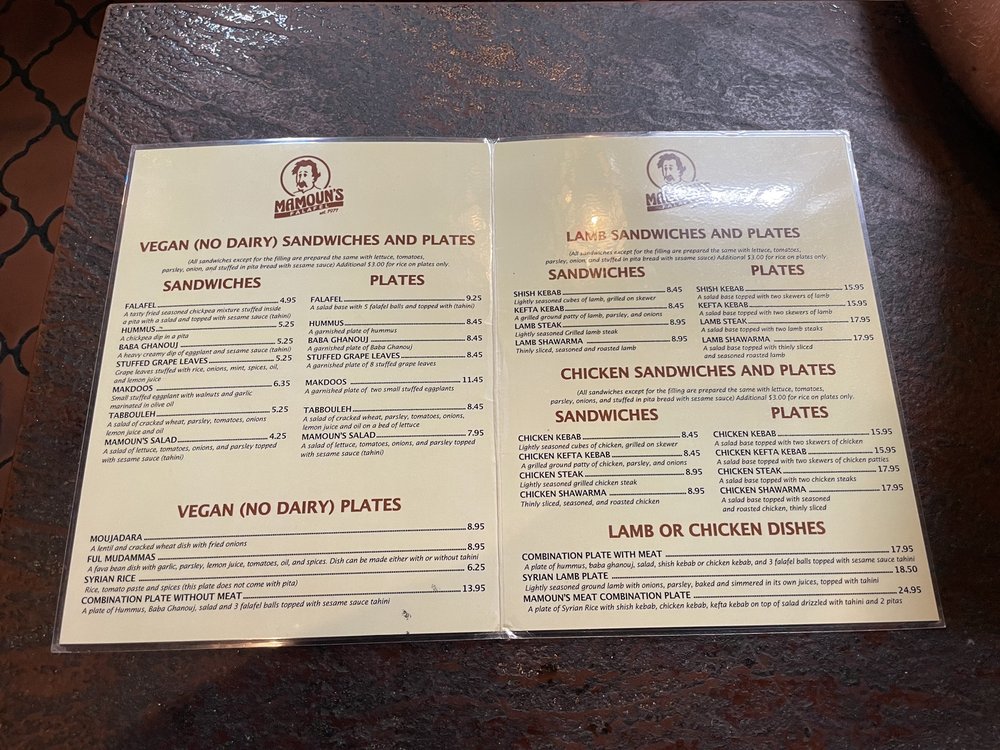 MAMOUN'S
FALAFEL
est. 1971
VEGAN (NO DAIRY) SANDWICHES AND PLATES
(All sandwiches except for the filling are prepared the same with lettuce, tomatoes,
parsley, onion, and stuffed in pita bread with sesame sauce) Additional $3.00 for rice on plates only.
SANDWICHES
FALAFEL 4.95
A tasty fried seasoned chickpea mixture stuffed inside
a pita with a salad and topped with sesame sauce (tahini)
HUMMUS 5.25
A chickpea dip in a pita
BABA GHANOUJ 5.25
A heavy creamy dip of eggplant and sesame sauce (tahini)
STUFFED GRAPE LEAVES 5.25
Grape leaves stuffed with rice, onions, mint, spices, oil,
and lemon juice
MAKDOOS 6.35
Small stuffed eggplant with walnuts and garlic
marinated in olive oil
TABBOULEH 5.25
A salad of cracked wheat, parsley, tomatoes, onions
lemon juice and oil
MAMOUN'S SALAD 4.25
A salad of lettuce, tomatoes, onions, and parsley topped
with sesame sauce (tahini)
PLATES
FALAFEL 9.25
A salad base with 5 falafel balls and topped with (tahini)
HUMMUS 8.45
A garnished plate of hummus
BABA GHANOUJ 8.45
A garnished plate of Baba Ghanouj
STUFFED GRAPE LEAVES 8.45
A garnished plate of 8 stuffed grape leaves
MAKDOOS 11.45
A garnished plate of two small stuffed eggplants
TABBOULEH 8.45
A salad of cracked wheat, parsley, tomatoes, onions,
lemon juice and oil on a bed of lettuce
MAMOUN'S SALAD 7.95
A salad of lettuce, tomatoes, onions, and parsley topped
with sesame sauce (tahini)
VEGAN (NO DAIRY) PLATES
MOUJADARA 8.95
A lentil and cracked wheat dish with fried onions
FUL MUDAMMAS 8.95
A fava bean dish with garlic, parsley, lemon juice, tomatoes, oil, and spices. Dish can be made either with or without tahini
SYRIAN RICE 6.25
Rice, tomato paste and spices (this plate does not come with pita)
COMBINATION PLATE WITHOUT MEAT 13.95
A plate of Hummus, Baba Ghanouj, salad and 3 falafel balls topped with sesame sauce tahini
MAMOUN'S
FALAFEL
LAMB SANDWICHES AND PLATES
(All sandwiches except for the filling are prepared the same with lettuce, tomatoes,
parsley, onion, and stuffed in pita bread with sesame sauce) Additional $3.00 for rice on plates only.
SANDWICHES
SHISH KEBAB 8.45
Lightly seasoned cubes of lamb, grilled on skewer
KEFTA KEBAB 8.45
A grilled ground patty of lamb, parsley, and onions
LAMB STEAK 8.95
Lightly seasoned Grilled lamb steak
LAMB SHAWARMA 8.95
Thinly sliced, seasoned and roasted lamb
PLATES
SHISH KEBAB 15.95
A salad base topped with two skewers of lamb
KEFTA KEBAB 15.95
A salad base topped with two skewers of lamb
LAMB STEAK 17.95
A salad base topped with two lamb steaks
LAMB SHAWARMA 17.95
A salad base topped with thinly sliced
and seasoned roasted lamb
CHICKEN SANDWICHES AND PLATES
(All sandwiches except for the filling are prepared the same with lettuce, tomatoes,
parsley, onions, and stuffed in pita bread with sesame sauce) Additional $3.00 for rice on plates only.
SANDWICHES
CHICKEN KEBAB 8.45
Lightly seasoned cubes of chicken, grilled on skewer
CHICKEN KEFTA KEBAB 8.45
A grilled ground patty of chicken, parsley, and onions
CHICKEN STEAK 8.95
Lightly seasoned grilled chicken steak
CHICKEN SHAWARMA 8.95
Thinly sliced, seasoned, and roasted chicken
PLATES
CHICKEN KEBAB 15.95
A salad base topped with two skewers of chicken
CHICKEN KEFTA KEBAB 15.95
A salad base topped with two skewers of chicken patties
CHICKEN STEAK 17.95
A salad base topped with two chicken steaks
CHICKEN SHAWARMA 17.95
A salad base topped with seasoned
and roasted chicken, thinly sliced
LAMB OR CHICKEN DISHES
COMBINATION PLATE WITH MEAT 17.95
A plate of hummus, baba ghanouj, salad, shish kebab or chicken kebab, and 3 falafel balls topped with sesame sauce tahini
SYRIAN LAMB PLATE 18.50
Lightly seasoned ground lamb with onions, parsley, baked and simmered in its own juices, topped with tahini
MAMOUN'S MEAT COMBINATION PLATE 24.95
A plate of Syrian Rice with shish kebab, chicken kebab, kefta kebab on top of salad drizzled with tahini and 2 pitas